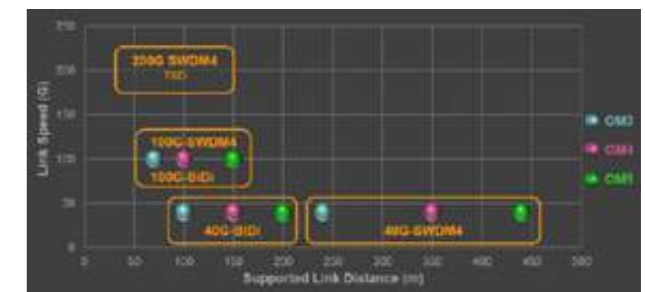 250
200G SWDM4
TBD
200
150
100G-SWDM4
100
100G-BiDi
50
40G-BiDi
40G-SWDM4
0
0 50 100 150 200 250 300 350 400 450 500
Link Speed (G)
Supported Link Distance (m)
OM3
OM4
OM5